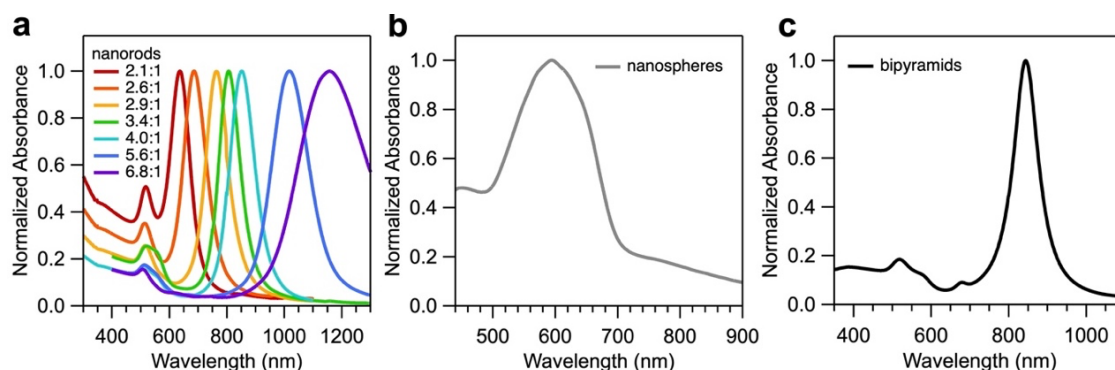 a
nanorods
2.1:1
2.6:1
2.9:1
3.4:1
4.0:1
5.6:1
6.8:1
Normalized Absorbance
1.0
0.8
0.6
0.4
0.2
0.0
400 600 800 1000 1200
Wavelength (nm)
b
nanospheres
Normalized Absorbance
1.0
0.8
0.6
0.4
0.2
0.0
500 600 700 800 900
Wavelength (nm)
c
bipyramids
Normalized Absorbance
1.0
0.8
0.6
0.4
0.2
0.0
400 600 800 1000
Wavelength (nm)